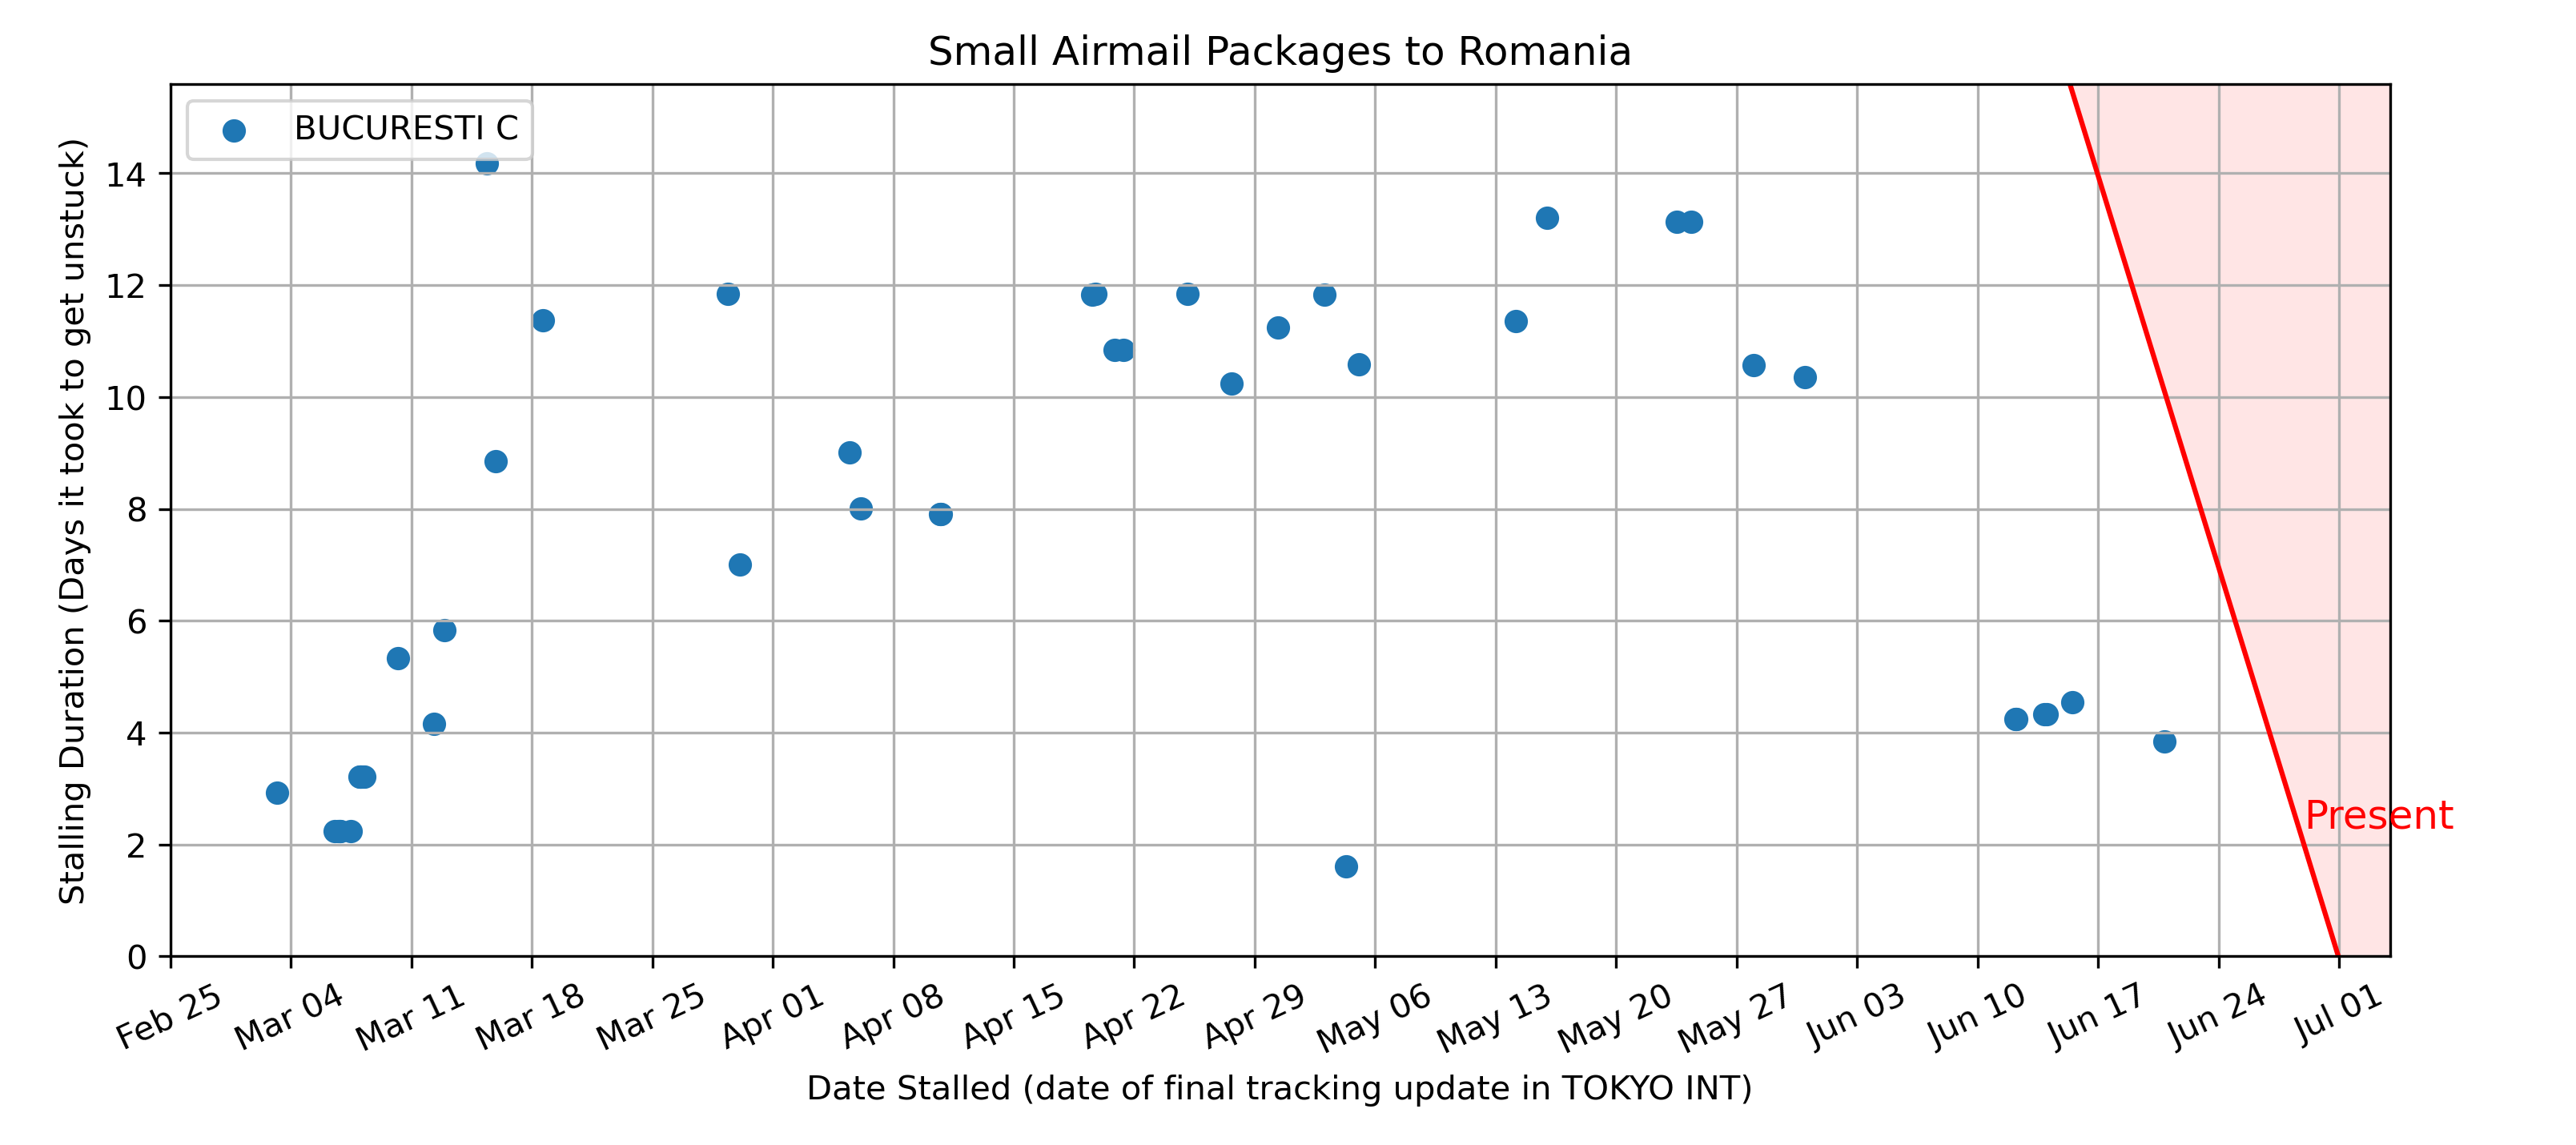 Small Airmail Packages to Romania
BUCURESTI C
Stalling Duration (Days it took to get unstuck)
14
12
10
8
6
4
2
0
Present
Feb 25
Mar 04
Mar 11
Mar 18
Mar 25
Apr 01
Apr 08
Apr 15
Apr 22
Apr 29
May 06
May 13
May 20
May 27
Jun 03
Jun 10
Jun 17
Jun 24
Jul 01
Date Stalled (date of final tracking update in TOKYO INT)